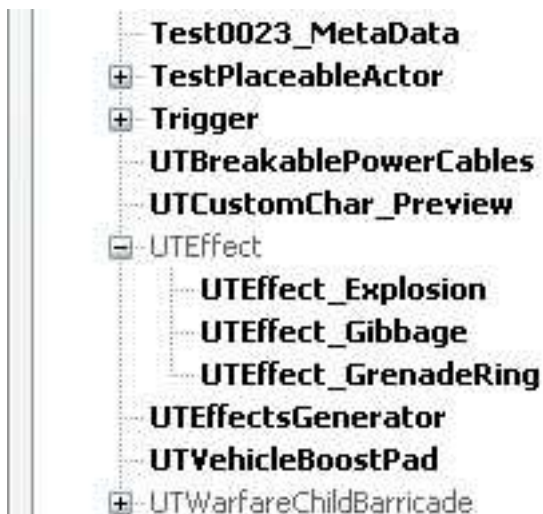 Test0023_MetaData
TestPlaceableActor
Trigger
UTBreakablePowerCables
UTCustomChar_Preview
UTEffect
UTEffect_Explosion
UTEffect_Gibbage
UTEffect_GrenadeRing
UTEffectsGenerator
UTVehicleBoostPad
UTWarfareChildBarricade